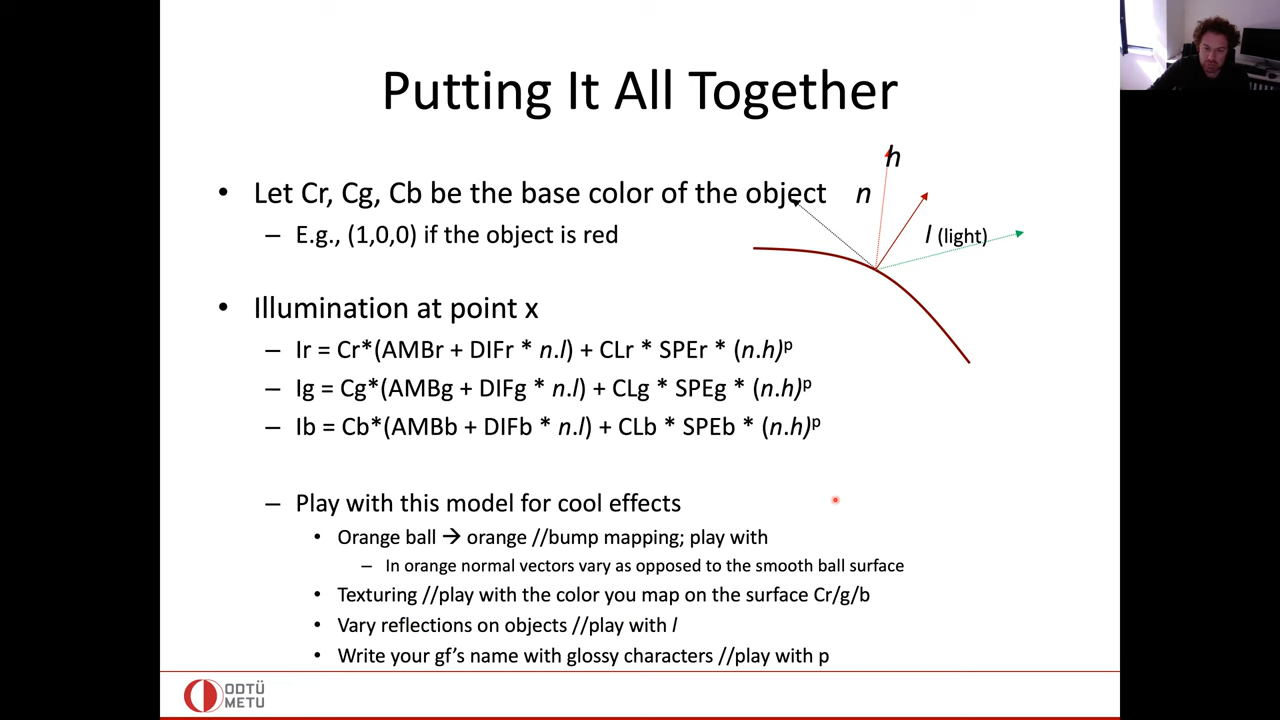 Putting It All Together
h
• Let Cr, Cg, Cb be the base color of the object n
– E.g., (1,0,0) if the object is red
l (light)
• Illumination at point x
– Ir = Cr*(AMBr + DIFr * n.l) + CLr * SPEr * (n.h)ᵖ
– Ig = Cg*(AMBg + DIFg * n.l) + CLg * SPEg * (n.h)ᵖ
– Ib = Cb*(AMBb + DIFb * n.l) + CLb * SPEb * (n.h)ᵖ
– Play with this model for cool effects
• Orange ball → orange //bump mapping; play with
– In orange normal vectors vary as opposed to the smooth ball surface
• Texturing //play with the color you map on the surface Cr/g/b
• Vary reflections on objects //play with l
• Write your gf's name with glossy characters //play with p
ODTÜ
METU